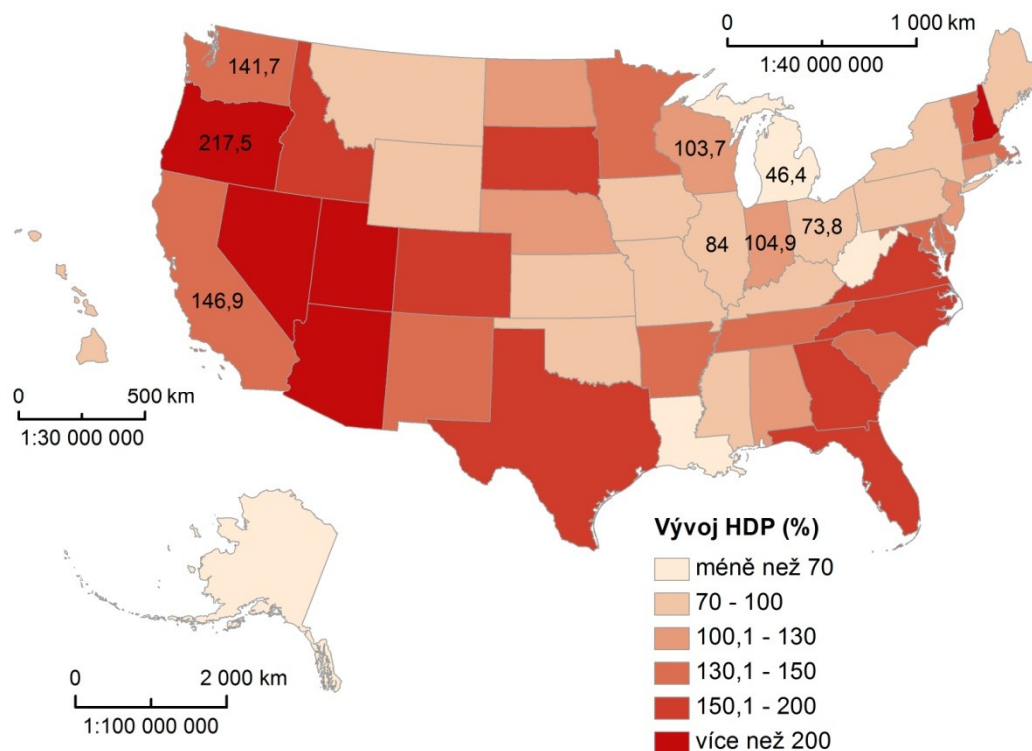 0 1 000 km
1:40 000 000
141,7
217,5
103,7
46,4
73,8
84
104,9
146,9
0 500 km
1:30 000 000
Vývoj HDP (%)
méně než 70
70 - 100
100,1 - 130
130,1 - 150
150,1 - 200
více než 200
0 2 000 km
1:100 000 000